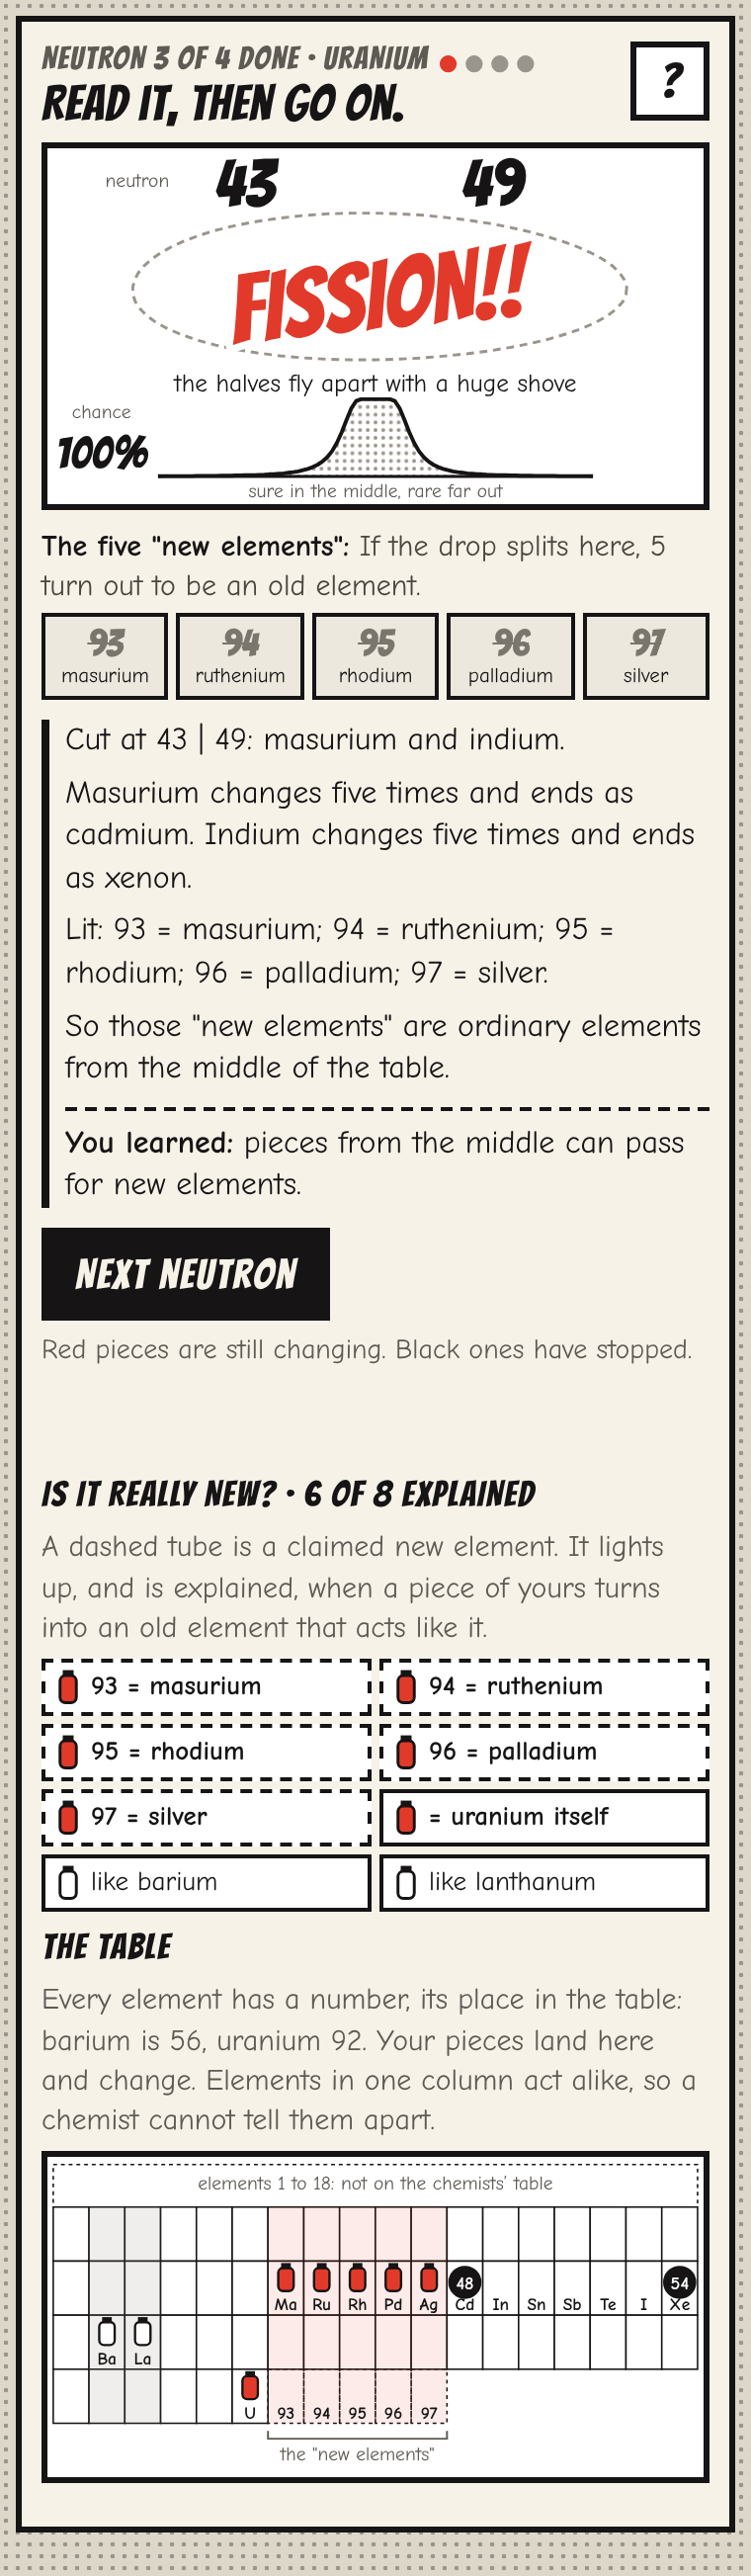 NEUTRON 3 OF 4 DONE · URANIUM
READ IT, THEN GO ON.
?
neutron 43 49
FISSION!!
the halves fly apart with a huge shove
chance
100%
sure in the middle, rare far out
The five "new elements": If the drop splits here, 5
turn out to be an old element.
93 94 95 96 97
masurium ruthenium rhodium palladium silver
Cut at 43 | 49: masurium and indium.
Masurium changes five times and ends as
cadmium. Indium changes five times and ends
as xenon.
Lit: 93 = masurium; 94 = ruthenium; 95 =
rhodium; 96 = palladium; 97 = silver.
So those "new elements" are ordinary elements
from the middle of the table.
You learned: pieces from the middle can pass
for new elements.
NEXT NEUTRON
Red pieces are still changing. Black ones have stopped.
IS IT REALLY NEW? · 6 OF 8 EXPLAINED
A dashed tube is a claimed new element. It lights
up, and is explained, when a piece of yours turns
into an old element that acts like it.
93 = masurium 94 = ruthenium
95 = rhodium 96 = palladium
97 = silver = uranium itself
like barium like lanthanum
THE TABLE
Every element has a number, its place in the table:
barium is 56, uranium 92. Your pieces land here
and change. Elements in one column act alike, so a
chemist cannot tell them apart.
elements 1 to 18: not on the chemists' table
48 54
Ma Ru Rh Pd Ag Cd In Sn Sb Te I Xe
Ba La
U 93 94 95 96 97
the "new elements"